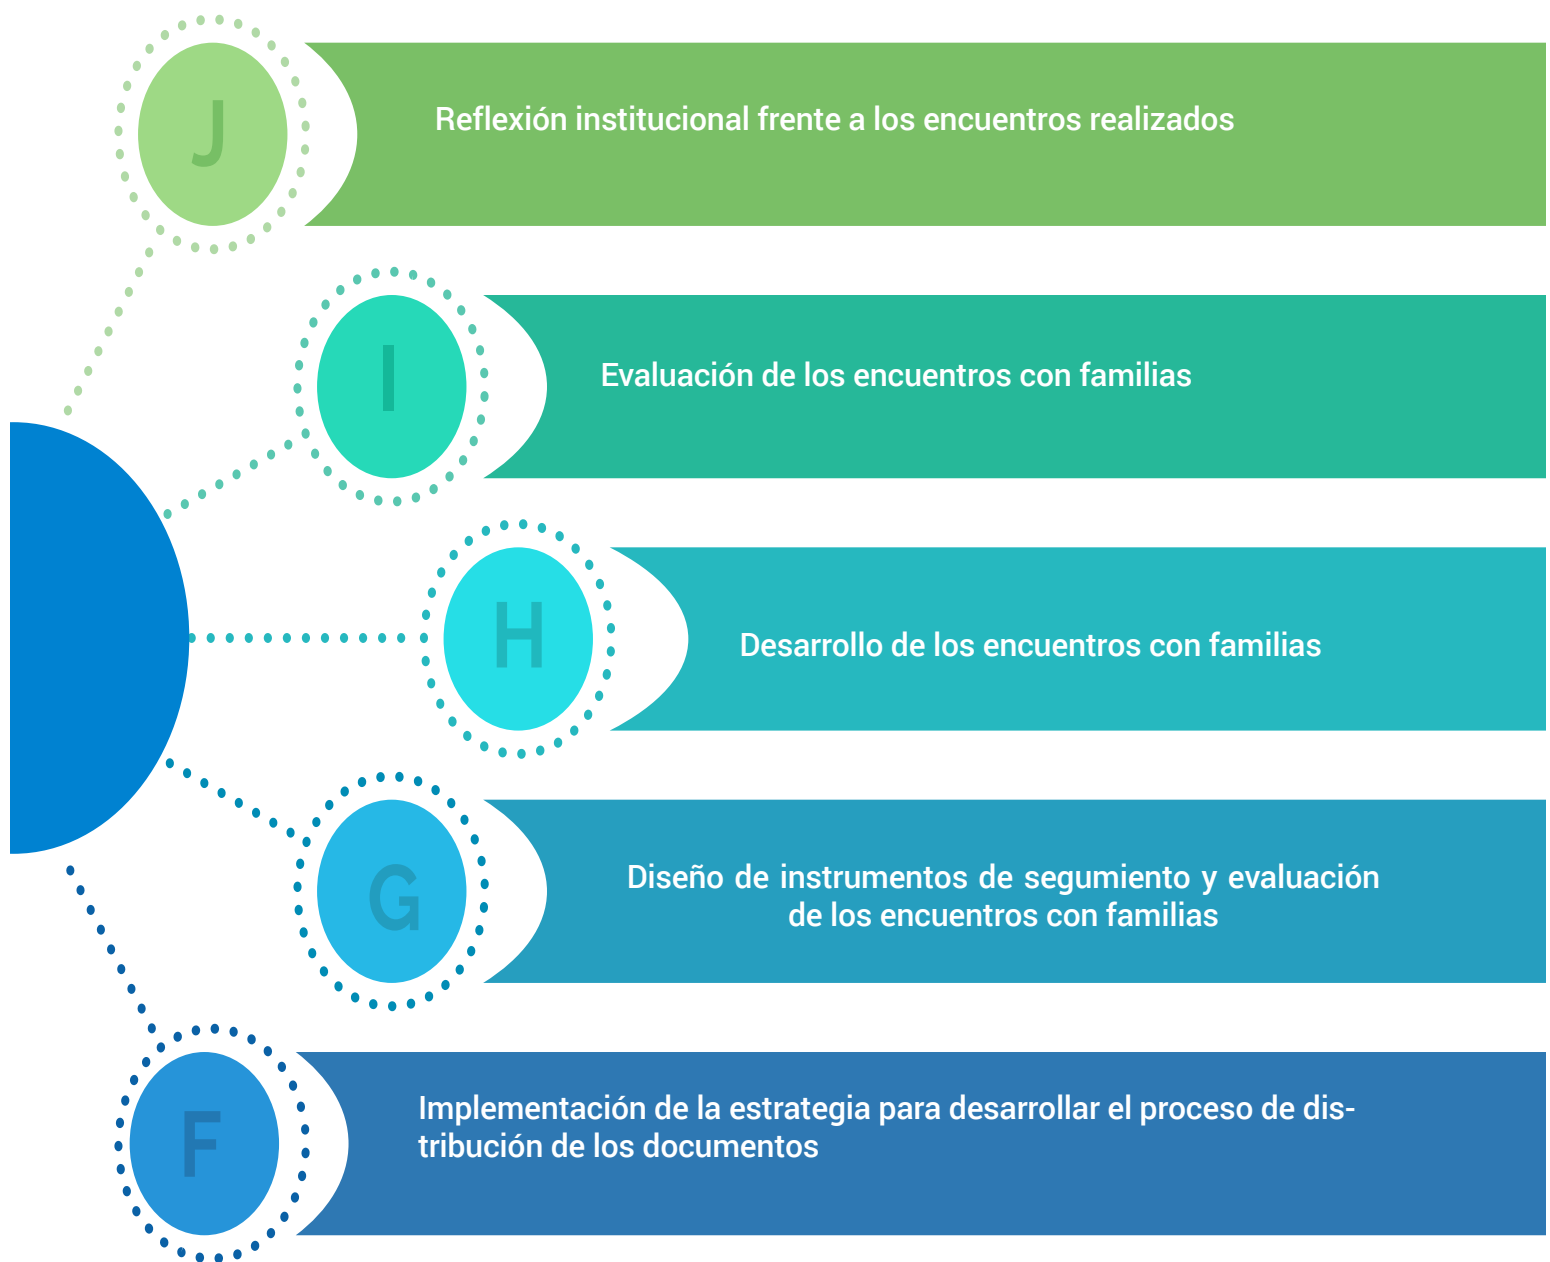 J
Reflexión institucional frente a los encuentros realizados
I
Evaluación de los encuentros con familias
H
Desarrollo de los encuentros con familias
G
Diseño de instrumentos de segumiento y evaluación
de los encuentros con familias
F
Implementación de la estrategia para desarrollar el proceso de dis-
tribución de los documentos